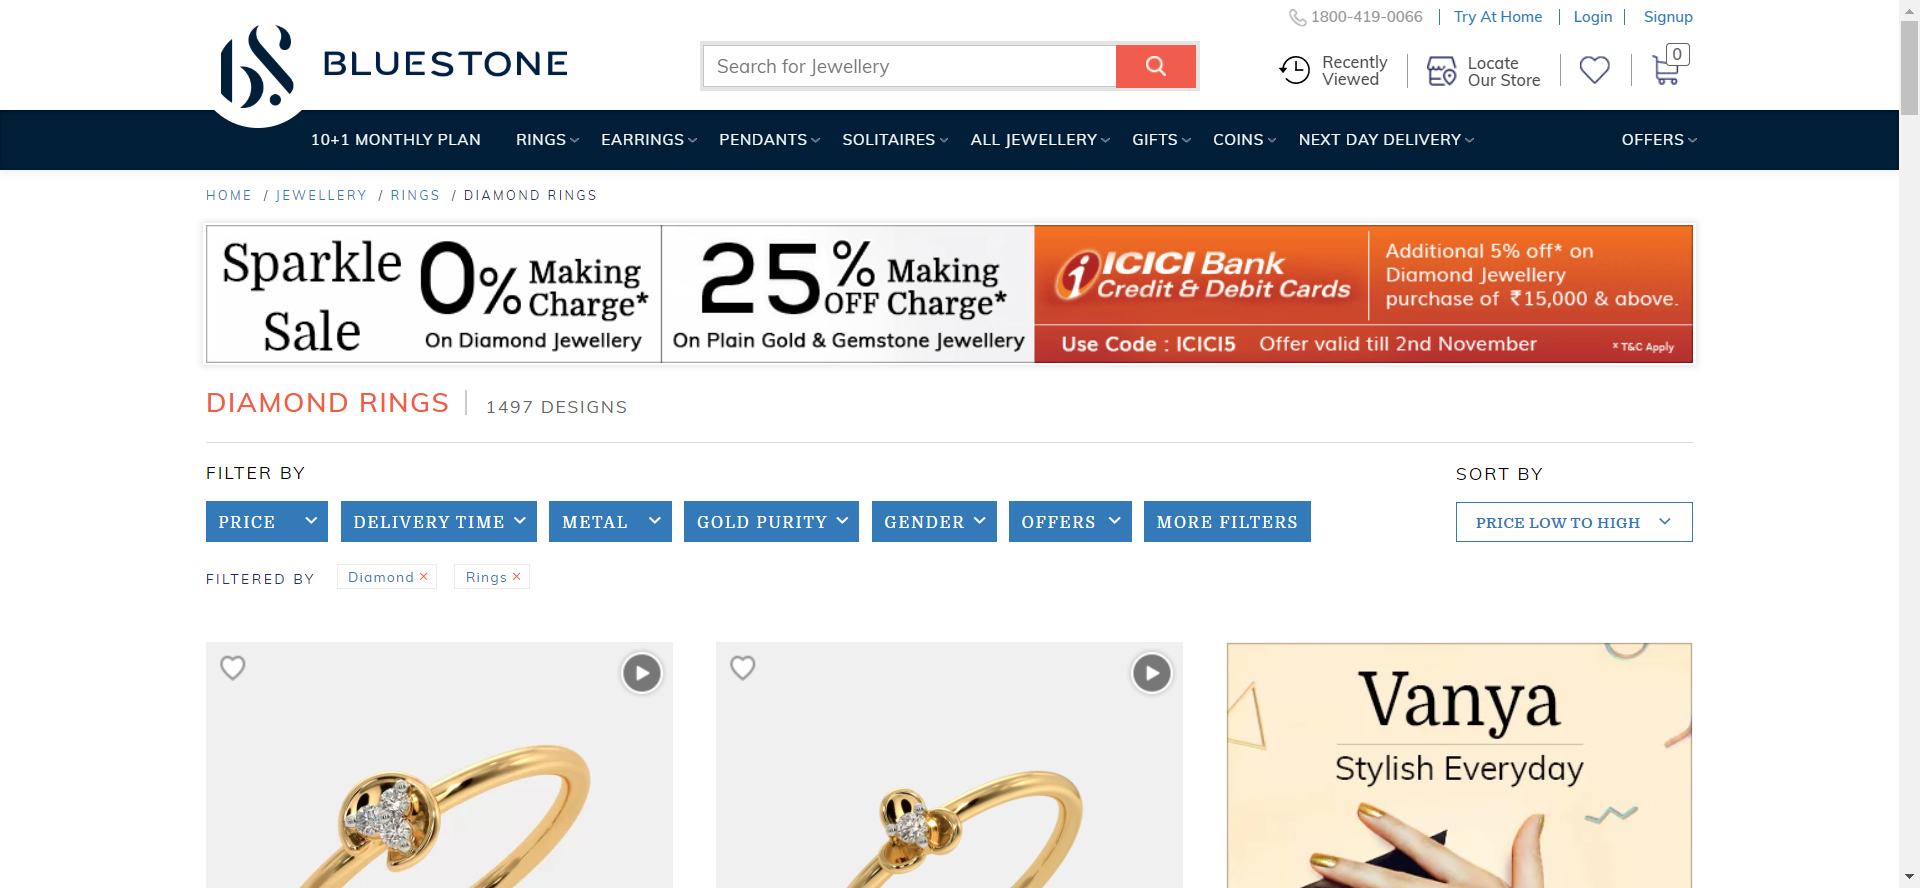 1800-419-0066 Try At Home Login Signup
BLUESTONE
Search for Jewellery
Recently
Viewed
Locate
Our Store
0
10+1 MONTHLY PLAN RINGS EARRINGS PENDANTS SOLITAIRES ALL JEWELLERY GIFTS COINS NEXT DAY DELIVERY OFFERS
HOME / JEWELLERY / RINGS / DIAMOND RINGS
Sparkle
Sale
0% Making
Charge*
On Diamond Jewellery
25% Making
OFF Charge*
On Plain Gold & Gemstone Jewellery
ICICI Bank
Credit & Debit Cards
Additional 5% off* on
Diamond Jewellery
purchase of ₹15,000 & above.
Use Code : ICICI5 Offer valid till 2nd November * T&C Apply
DIAMOND RINGS 1497 DESIGNS
FILTER BY
SORT BY
PRICE DELIVERY TIME METAL GOLD PURITY GENDER OFFERS MORE FILTERS
PRICE LOW TO HIGH
FILTERED BY Diamond × Rings ×
Vanya
Stylish Everyday